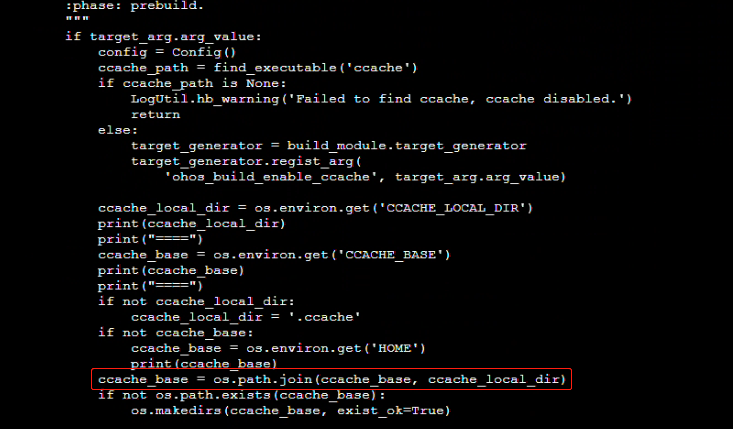 :phase: prebuild.
"""
if target_arg.arg_value:
    config = Config()
    ccache_path = find_executable('ccache')
    if ccache_path is None:
        LogUtil.hb_warning('Failed to find ccache, ccache disabled.')
        return
    else:
        target_generator = build_module.target_generator
        target_generator.regist_arg(
            'ohos_build_enable_ccache', target_arg.arg_value)

    ccache_local_dir = os.environ.get('CCACHE_LOCAL_DIR')
    print(ccache_local_dir)
    print("====")
    ccache_base = os.environ.get('CCACHE_BASE')
    print(ccache_base)
    print("====")
    if not ccache_local_dir:
        ccache_local_dir = '.ccache'
    if not ccache_base:
        ccache_base = os.environ.get('HOME')
        print(ccache_base)
    ccache_base = os.path.join(ccache_base, ccache_local_dir)
    if not os.path.exists(ccache_base):
        os.makedirs(ccache_base, exist_ok=True)